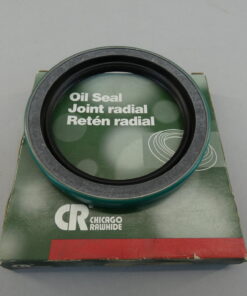 Oil Seal
Joint radial
Retén radial
CR CHICAGO
RAWHIDE